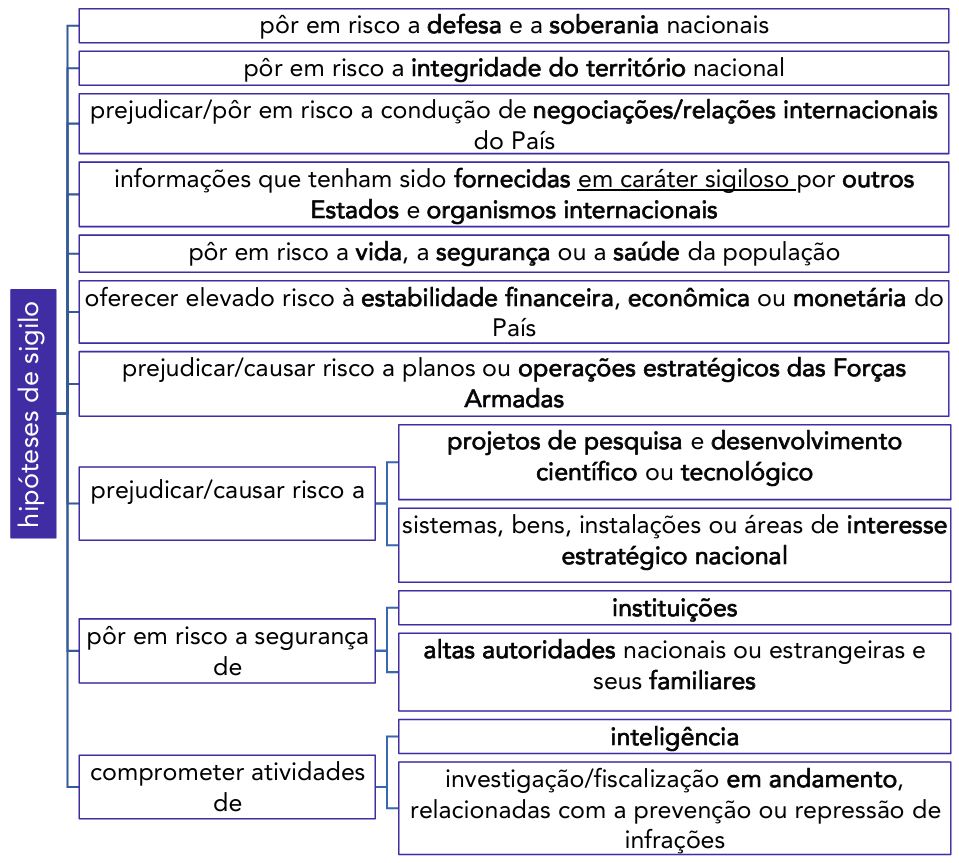 hipóteses de sigilo
pôr em risco a defesa e a soberania nacionais
pôr em risco a integridade do território nacional
prejudicar/pôr em risco a condução de negociações/relações internacionais
do País
informações que tenham sido fornecidas em caráter sigiloso por outros
Estados e organismos internacionais
pôr em risco a vida, a segurança ou a saúde da população
oferecer elevado risco à estabilidade financeira, econômica ou monetária do
País
prejudicar/causar risco a planos ou operações estratégicos das Forças
Armadas
prejudicar/causar risco a
projetos de pesquisa e desenvolvimento
científico ou tecnológico
sistemas, bens, instalações ou áreas de interesse
estratégico nacional
pôr em risco a segurança
de
instituições
altas autoridades nacionais ou estrangeiras e
seus familiares
comprometer atividades
de
inteligência
investigação/fiscalização em andamento,
relacionadas com a prevenção ou repressão de
infrações